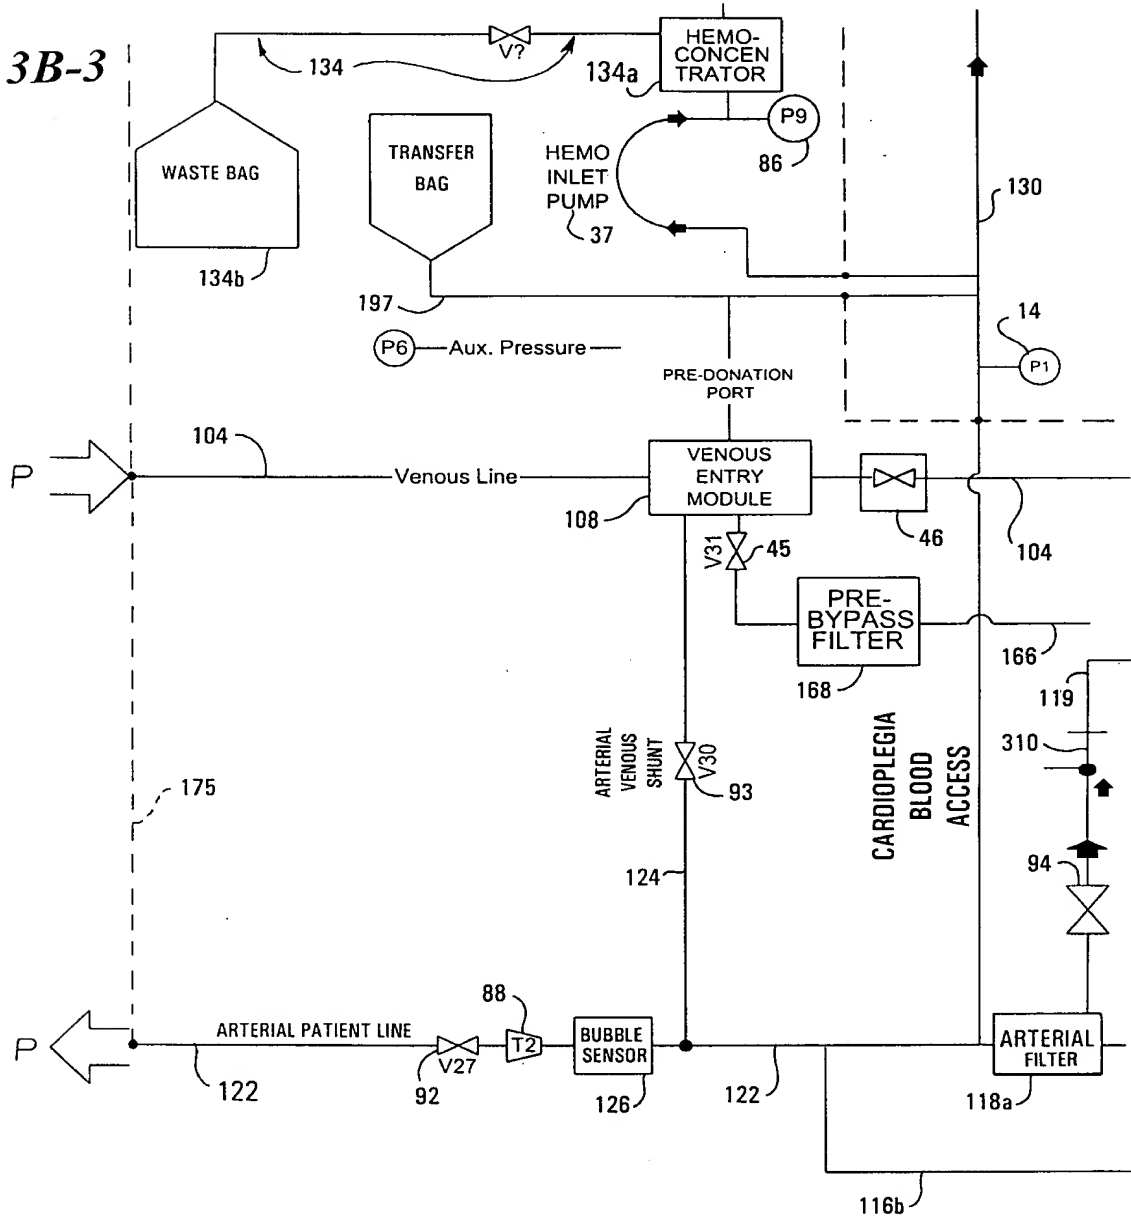 3B-3
134
V?
HEMO-
CONCEN
TRATOR
134a
P9
86
WASTE BAG
134b
TRANSFER
BAG
HEMO
INLET
PUMP
37
130
197
P6
Aux. Pressure
14
P1
PRE-DONATION
PORT
P
104
Venous Line
VENOUS
ENTRY
MODULE
108
46
104
V31
45
PRE-
BYPASS
FILTER
168
166
119
310
ARTERIAL
VENOUS
SHUNT
V30
93
CARDIOPLEGIA
BLOOD
ACCESS
175
124
94
P
ARTERIAL PATIENT LINE
122
V27
92
88
T2
BUBBLE
SENSOR
126
122
ARTERIAL
FILTER
118a
116b